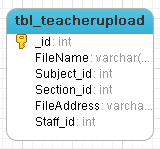 tbl_teacherupload
_id: int
FileName: varchar(...
Subject_id: int
Section_id: int
FileAddress: varcha...
Staff_id: int